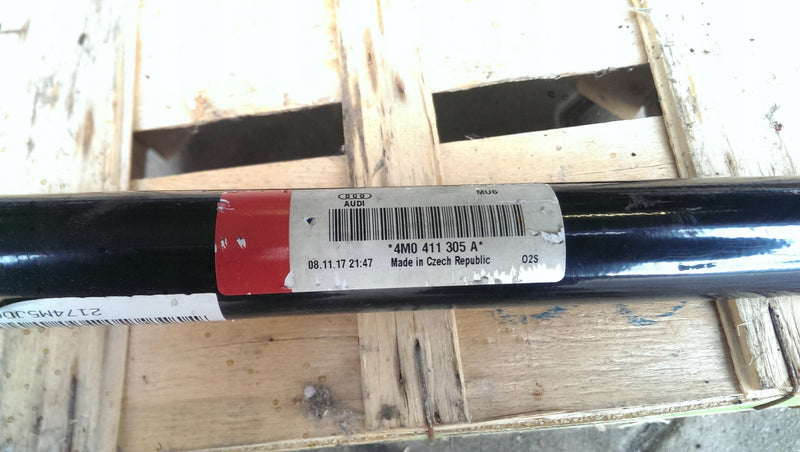 MU6
AUDI
*4M0 411 305 A*
08.11.17 21:47 Made in Czech Republic O2S